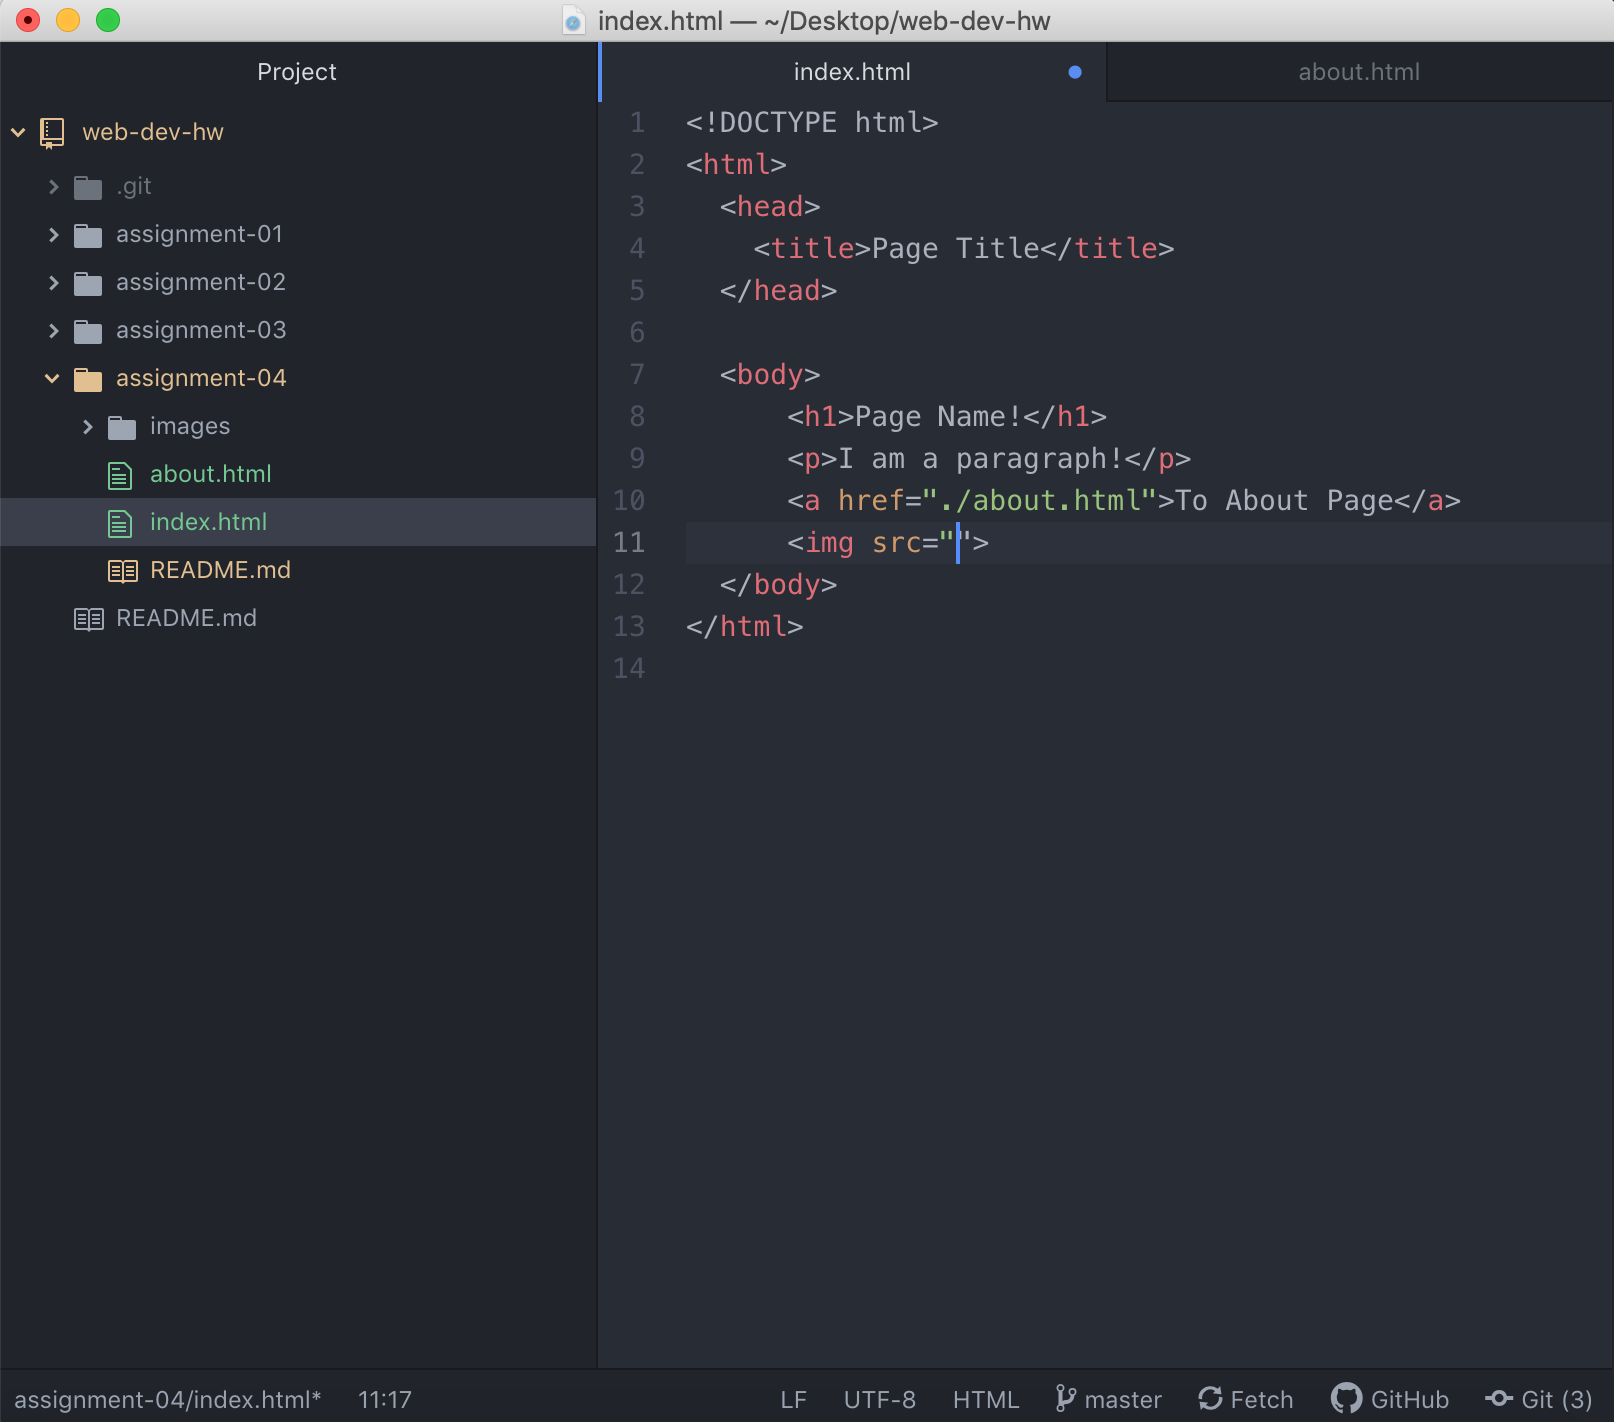 index.html — ~/Desktop/web-dev-hw
Project
web-dev-hw
.git
assignment-01
assignment-02
assignment-03
assignment-04
images
about.html
index.html
README.md
README.md
index.html
about.html
1 <!DOCTYPE html>
2 <html>
3   <head>
4     <title>Page Title</title>
5   </head>
6
7   <body>
8       <h1>Page Name!</h1>
9       <p>I am a paragraph!</p>
10       <a href="./about.html">To About Page</a>
11       <img src="">
12   </body>
13 </html>
14
assignment-04/index.html* 11:17 LF UTF-8 HTML master Fetch GitHub Git (3)